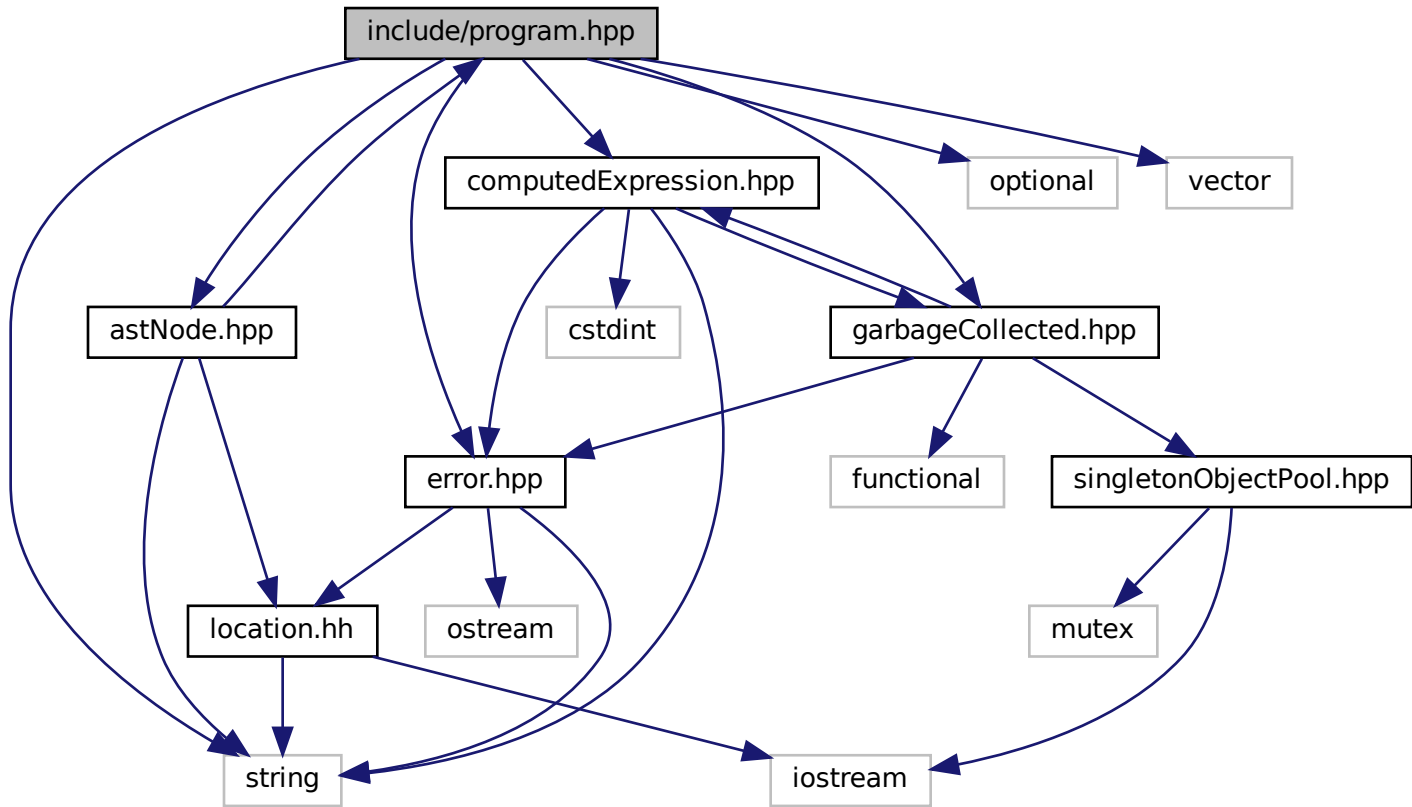 include/program.hpp
computedExpression.hpp
optional
vector
astNode.hpp
cstdint
garbageCollected.hpp
error.hpp
functional
singletonObjectPool.hpp
location.hh
ostream
mutex
string
iostream